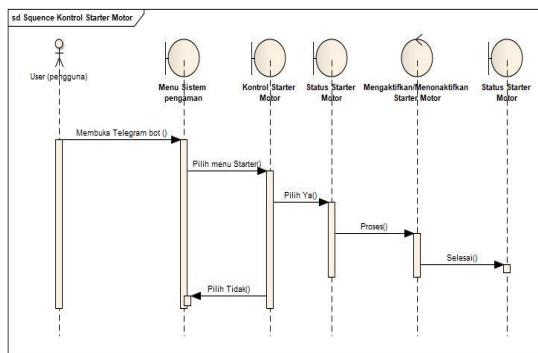 sd Squence Kontrol Starter Motor
User (pengguna)
Menu Sistem
pengaman
Kontrol Starter
Motor
Status Starter
Motor
Mengaktifkan/Menonaktifkan
Starter Motor
Status Starter
Motor
Membuka Telegram bot ()
Pilih menu Starter()
Pilih Ya()
Proses()
Selesai()
Pilih Tidak()